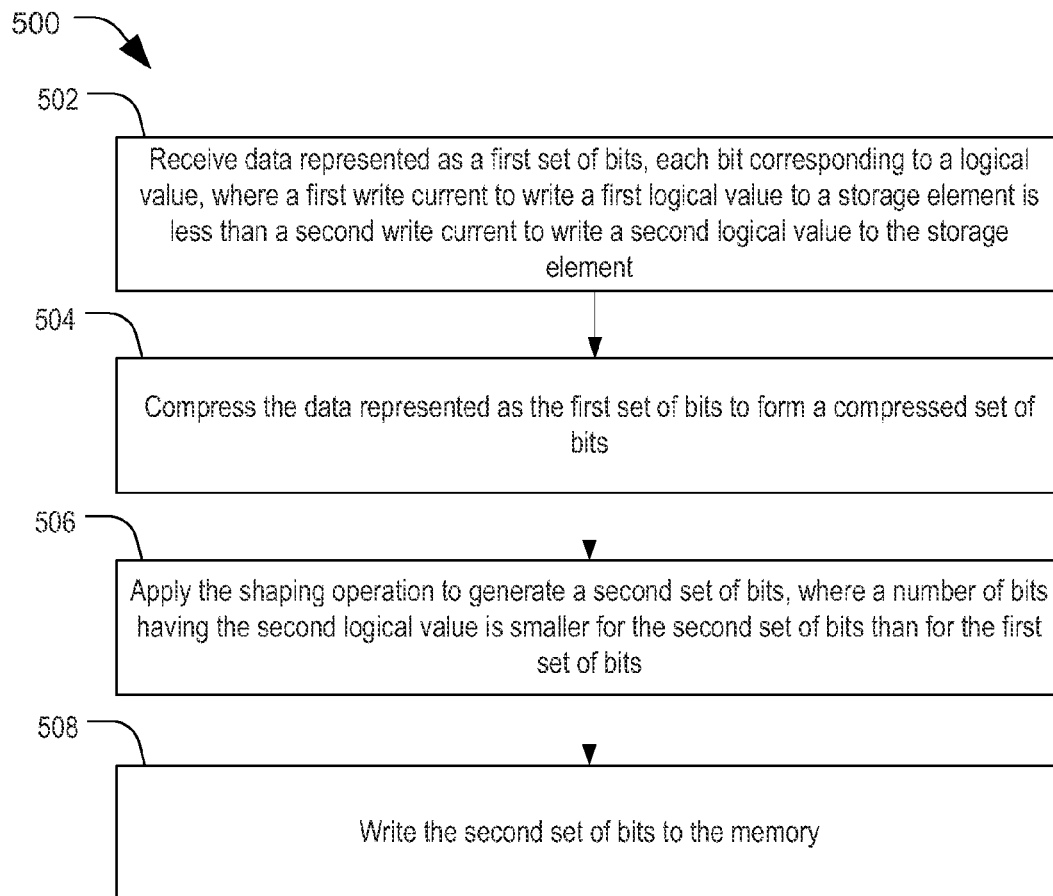 500
502
Receive data represented as a first set of bits, each bit corresponding to a logical
value, where a first write current to write a first logical value to a storage element is
less than a second write current to write a second logical value to the storage
element
504
Compress the data represented as the first set of bits to form a compressed set of
bits
506
Apply the shaping operation to generate a second set of bits, where a number of bits
having the second logical value is smaller for the second set of bits than for the first
set of bits
508
Write the second set of bits to the memory